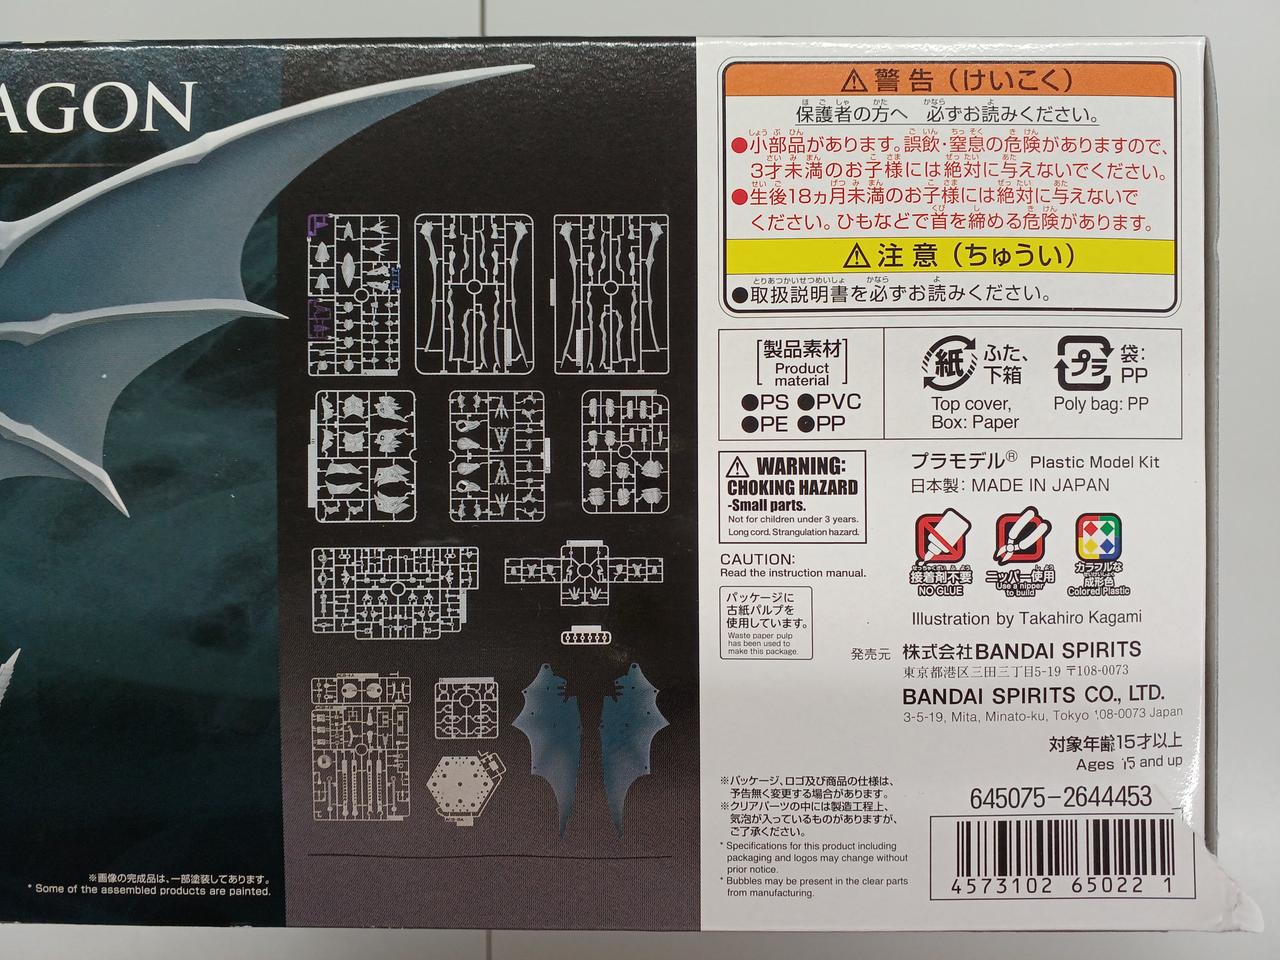 AGON
※画像の完成品は、一部塗装してあります。
* Some of the assembled products are painted.
⚠警告(けいこく)
保護者の方へ 必ずお読みください。
●小部品があります。誤飲・窒息の危険がありますので、
3才未満のお子様には絶対に与えないでください。
●生後18ヵ月未満のお子様には絶対に与えないで
ください。ひもなどで首を締める危険があります。
⚠注意(ちゅうい)
●取扱説明書を必ずお読みください。
[製品素材]
Product
material
●PS ●PVC
●PE ●PP
紙
ふた、
下箱
Top cover,
Box: Paper
プラ
袋:
PP
Poly bag: PP
⚠ WARNING:
CHOKING HAZARD
-Small parts.
Not for children under 3 years.
Long cord. Strangulation hazard.
CAUTION:
Read the instruction manual.
パッケージに
古紙パルプを
使用しています。
Waste paper pulp
has been used to
make this package.
プラモデル® Plastic Model Kit
日本製: MADE IN JAPAN
接着剤不要
NO GLUE
ニッパー使用
Use a nipper
to build
カラフルな
成形色
Colored Plastic
Illustration by Takahiro Kagami
発売元 株式会社BANDAI SPIRITS
東京都港区三田三丁目5-19 〒108-0073
BANDAI SPIRITS CO., LTD.
3-5-19, Mita, Minato-ku, Tokyo 108-0073 Japan
対象年齢15才以上
Ages 15 and up
※パッケージ、ロゴ及び商品の仕様は、
予告無く変更する場合があります。
※クリアパーツの中には製造工程上、
気泡が入っているものがありますが、
ご了承ください。
* Specifications for this product including
packaging and logos may change without
prior notice.
* Bubbles may be present in the clear parts
from manufacturing.
645075-2644453
4573102 65022 1